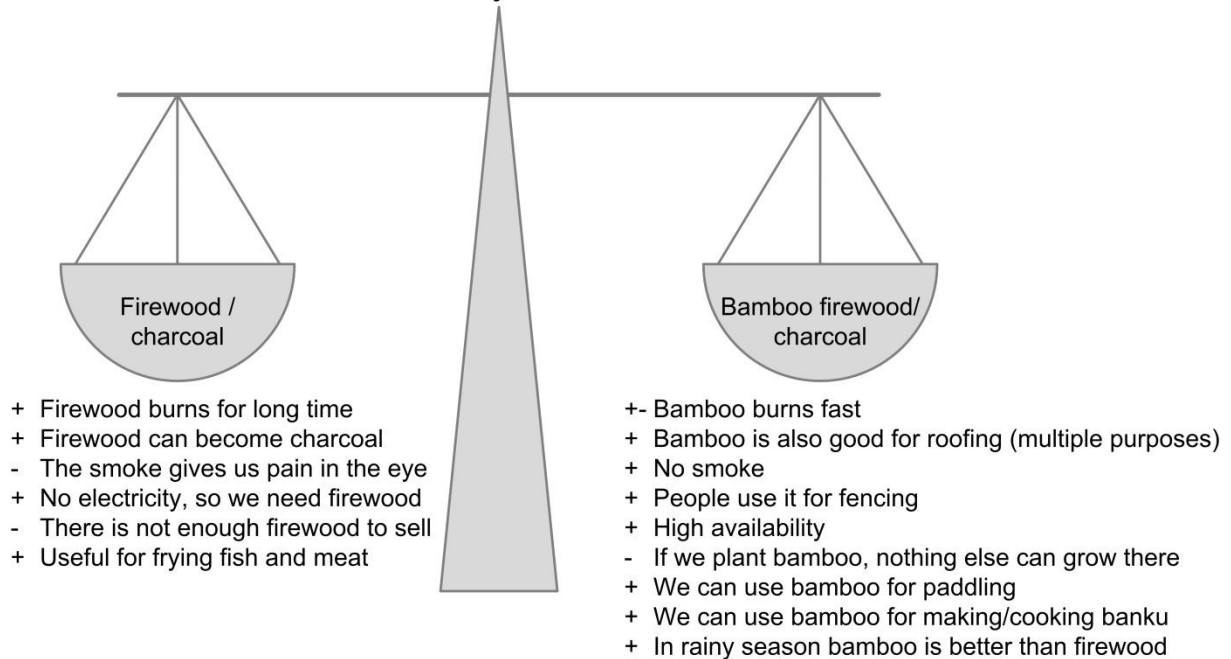 Firewood /
charcoal
Bamboo firewood/
charcoal
+ Firewood burns for long time
+ Firewood can become charcoal
- The smoke gives us pain in the eye
+ No electricity, so we need firewood
- There is not enough firewood to sell
+ Useful for frying fish and meat
+- Bamboo burns fast
+ Bamboo is also good for roofing (multiple purposes)
+ No smoke
+ People use it for fencing
+ High availability
- If we plant bamboo, nothing else can grow there
+ We can use bamboo for paddling
+ We can use bamboo for making/cooking banku
+ In rainy season bamboo is better than firewood